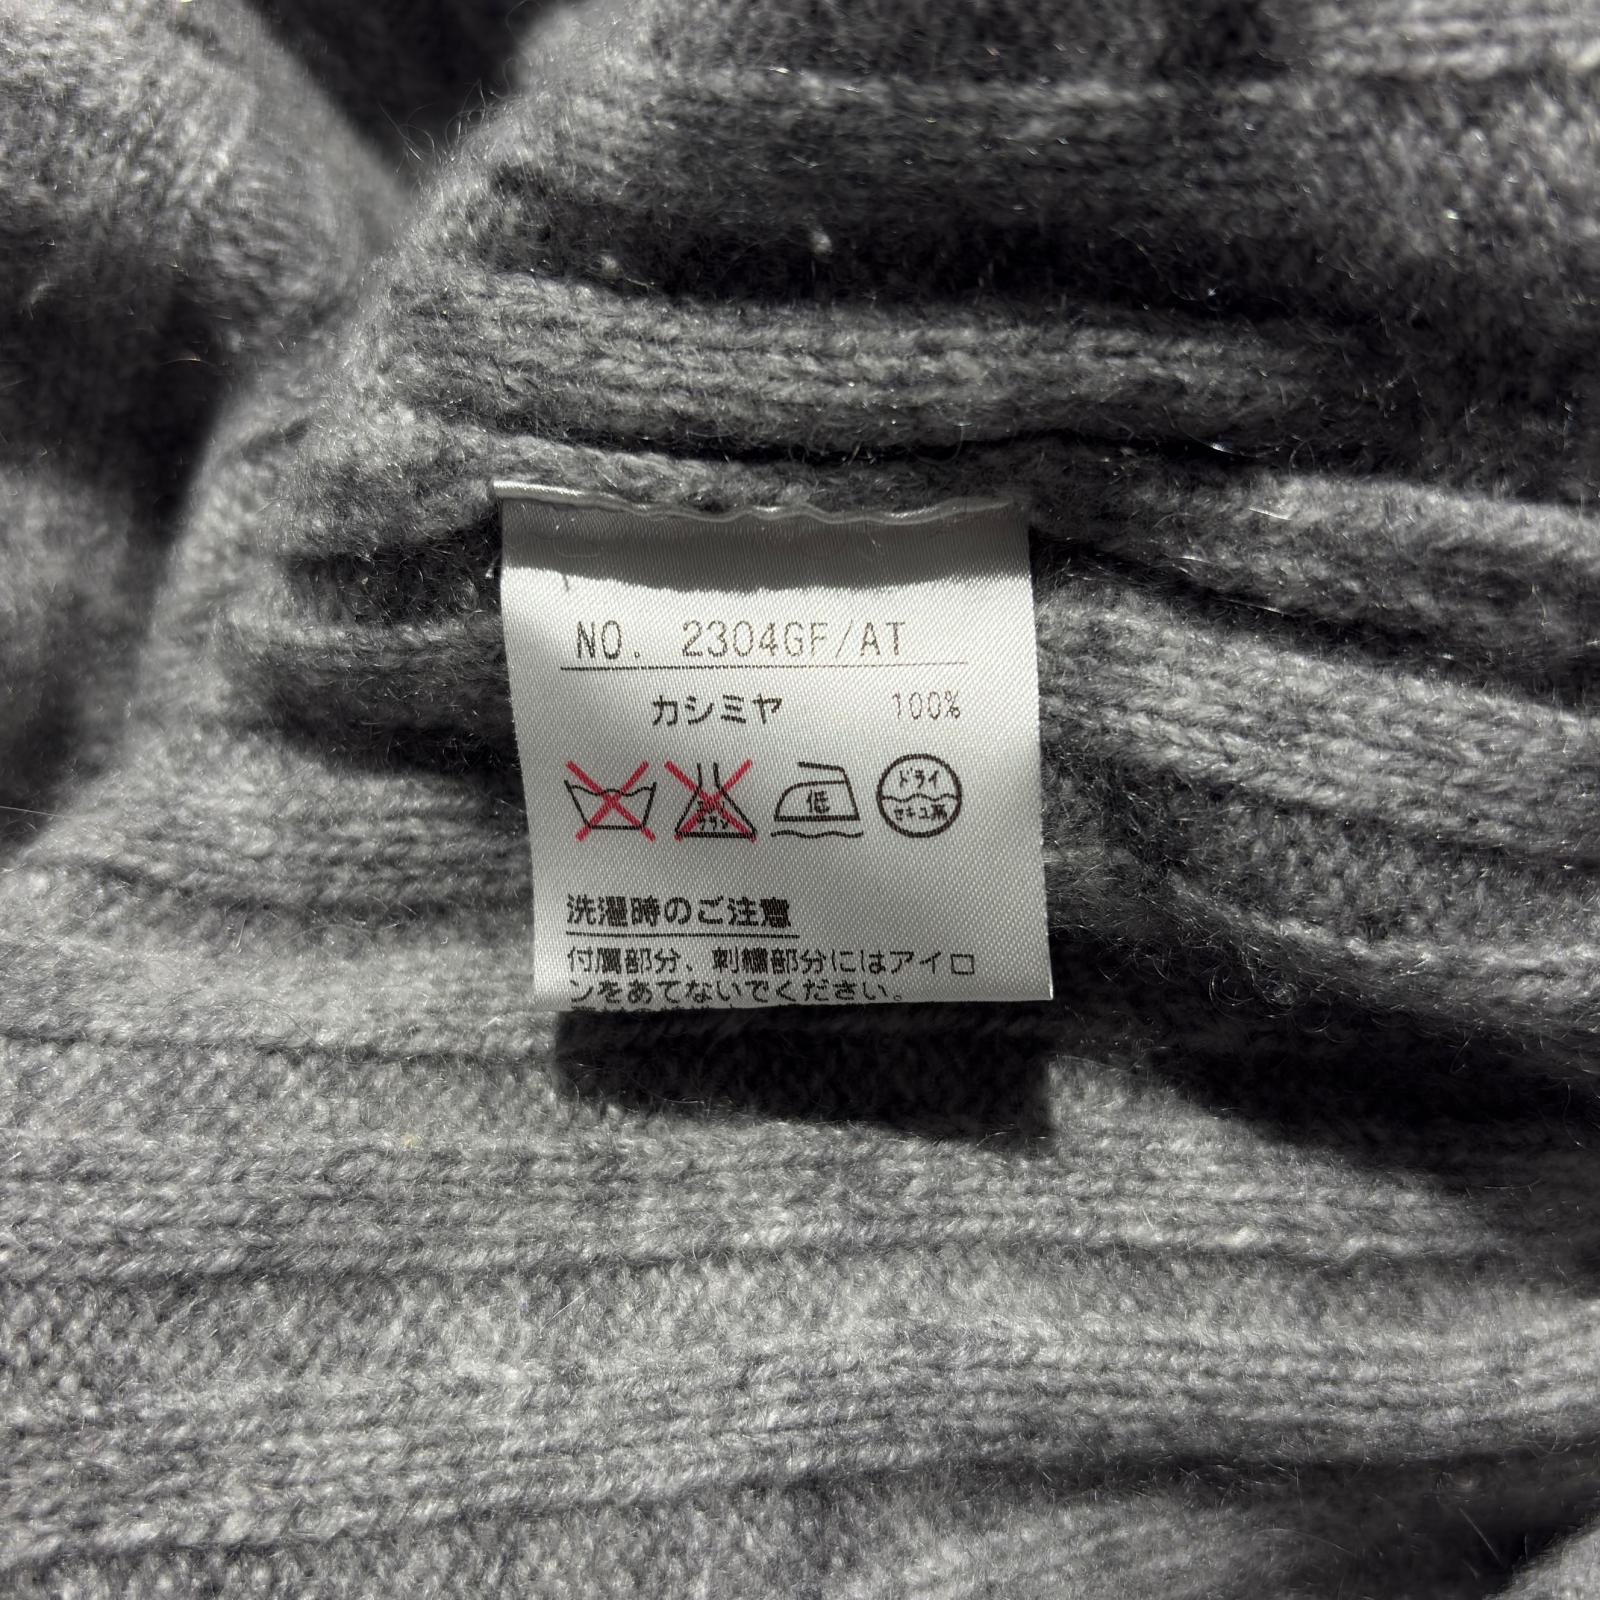 NO. 2304GF/AT
カシミヤ 100%
低
ドライ
セキユ系
洗濯時のご注意
付属部分、刺繍部分にはアイロ
ンをあてないでください。